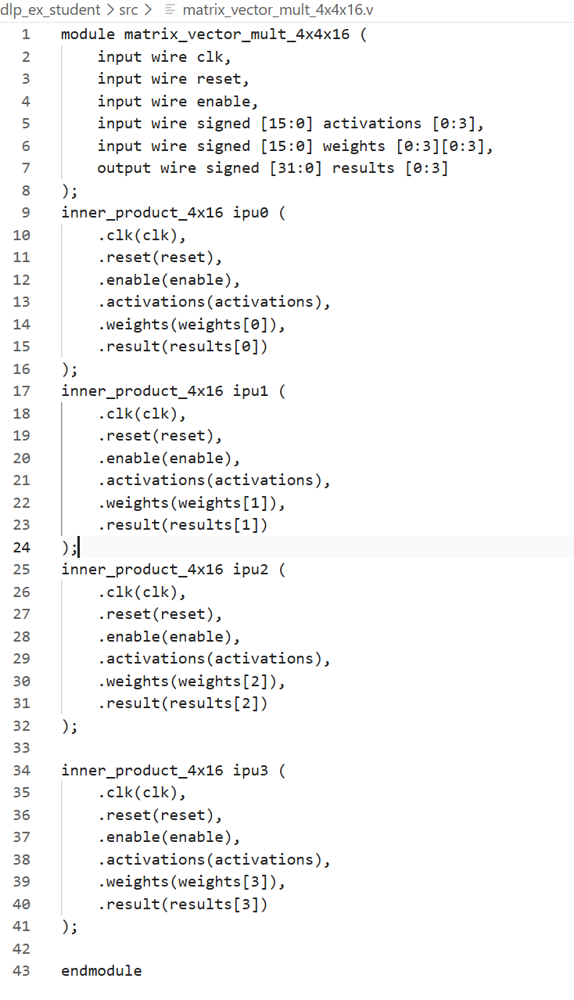 dlp_ex_student > src > matrix_vector_mult_4x4x16.v
1 module matrix_vector_mult_4x4x16 (
2     input wire clk,
3     input wire reset,
4     input wire enable,
5     input wire signed [15:0] activations [0:3],
6     input wire signed [15:0] weights [0:3][0:3],
7     output wire signed [31:0] results [0:3]
8 );
9 inner_product_4x16 ipu0 (
10     .clk(clk),
11     .reset(reset),
12     .enable(enable),
13     .activations(activations),
14     .weights(weights[0]),
15     .result(results[0])
16 );
17 inner_product_4x16 ipu1 (
18     .clk(clk),
19     .reset(reset),
20     .enable(enable),
21     .activations(activations),
22     .weights(weights[1]),
23     .result(results[1])
24 );
25 inner_product_4x16 ipu2 (
26     .clk(clk),
27     .reset(reset),
28     .enable(enable),
29     .activations(activations),
30     .weights(weights[2]),
31     .result(results[2])
32 );
33
34 inner_product_4x16 ipu3 (
35     .clk(clk),
36     .reset(reset),
37     .enable(enable),
38     .activations(activations),
39     .weights(weights[3]),
40     .result(results[3])
41 );
42
43 endmodule